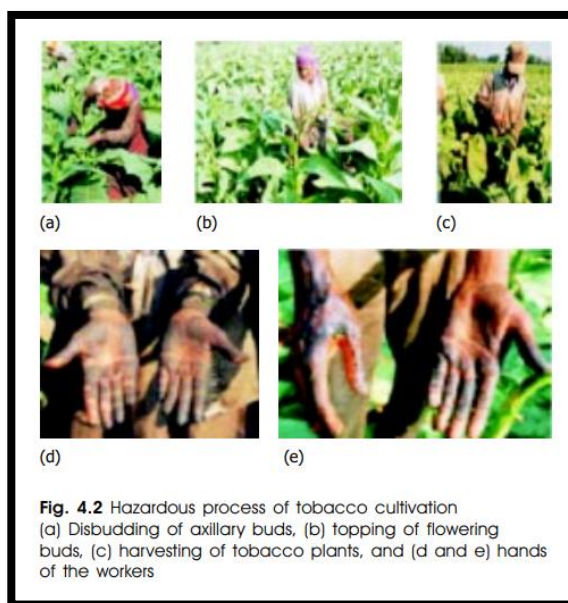 (a)
(b)
(c)
(d)
(e)
Fig. 4.2 Hazardous process of tobacco cultivation
(a) Disbudding of axillary buds, (b) topping of flowering
buds, (c) harvesting of tobacco plants, and (d and e) hands
of the workers